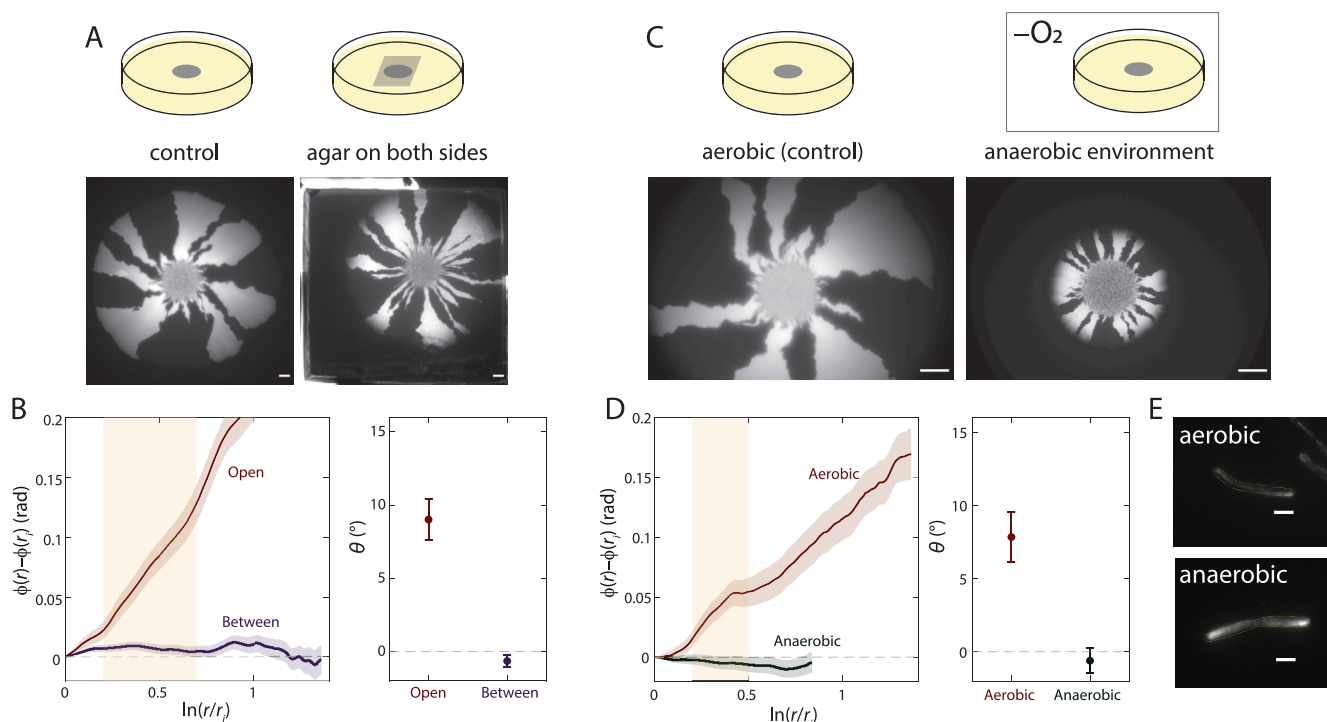 A
control
agar on both sides
C
–O₂
aerobic (control)
anaerobic environment
B
0.2
0.15
0.1
0.05
0
ϕ(r)−ϕ(rᵢ) (rad)
Open
Between
0
0.5
1
ln(r/rᵢ)
15
10
5
0
θ (°)
Open
Between
D
0.2
0.15
0.1
0.05
0
ϕ(r)−ϕ(rᵢ) (rad)
Aerobic
Anaerobic
0
0.5
1
ln(r/r
15
10
5
0
θ (°)
Aerobic
Anaerobic
E
aerobic
anaerobic